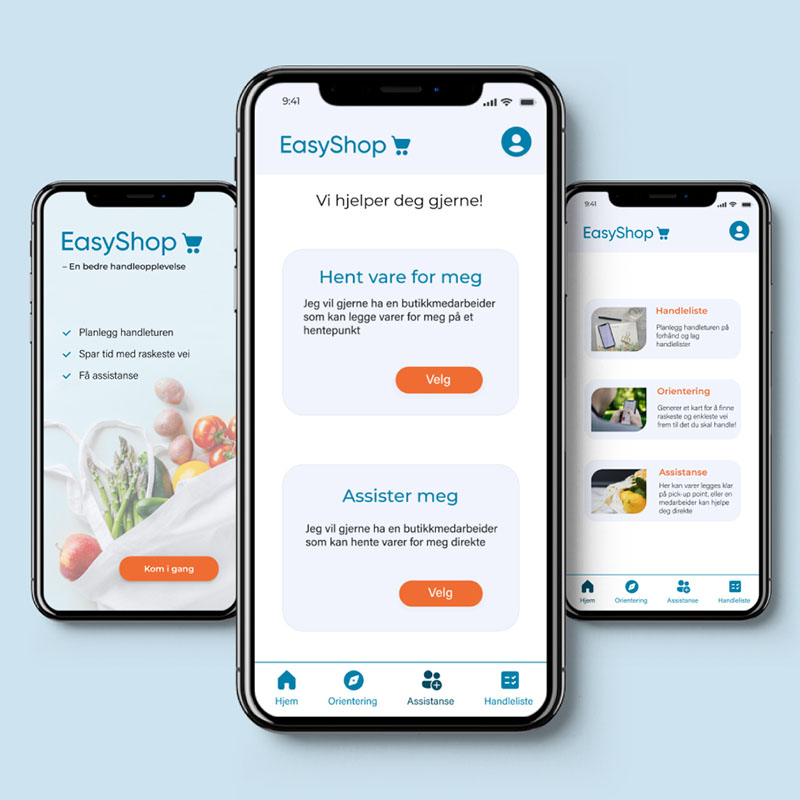 EasyShop
– En bedre handleopplevelse
Planlegg handleturen
Spar tid med raskeste vei
Få assistanse
Kom i gang
9:41
EasyShop
Vi hjelper deg gjerne!
Hent vare for meg
Jeg vil gjerne ha en butikkmedarbeider
som kan legge varer for meg på et
hentepunkt
Velg
Assister meg
Jeg vil gjerne ha en butikkmedarbeider
som kan hente varer for meg direkte
Velg
Hjem
Orientering
Assistanse
Handleliste
9:41
EasyShop
Handleliste
Planlegg handleturen på
forhånd og lag
handlelister
Orientering
Generer et kart for å finne
raskeste og enkleste vei
frem til det du skal handle!
Assistanse
Her kan varer legges klar
på pick-up point, eller en
medarbeider kan hjelpe
deg direkte
Hjem
Orientering
Assistanse
Handleliste